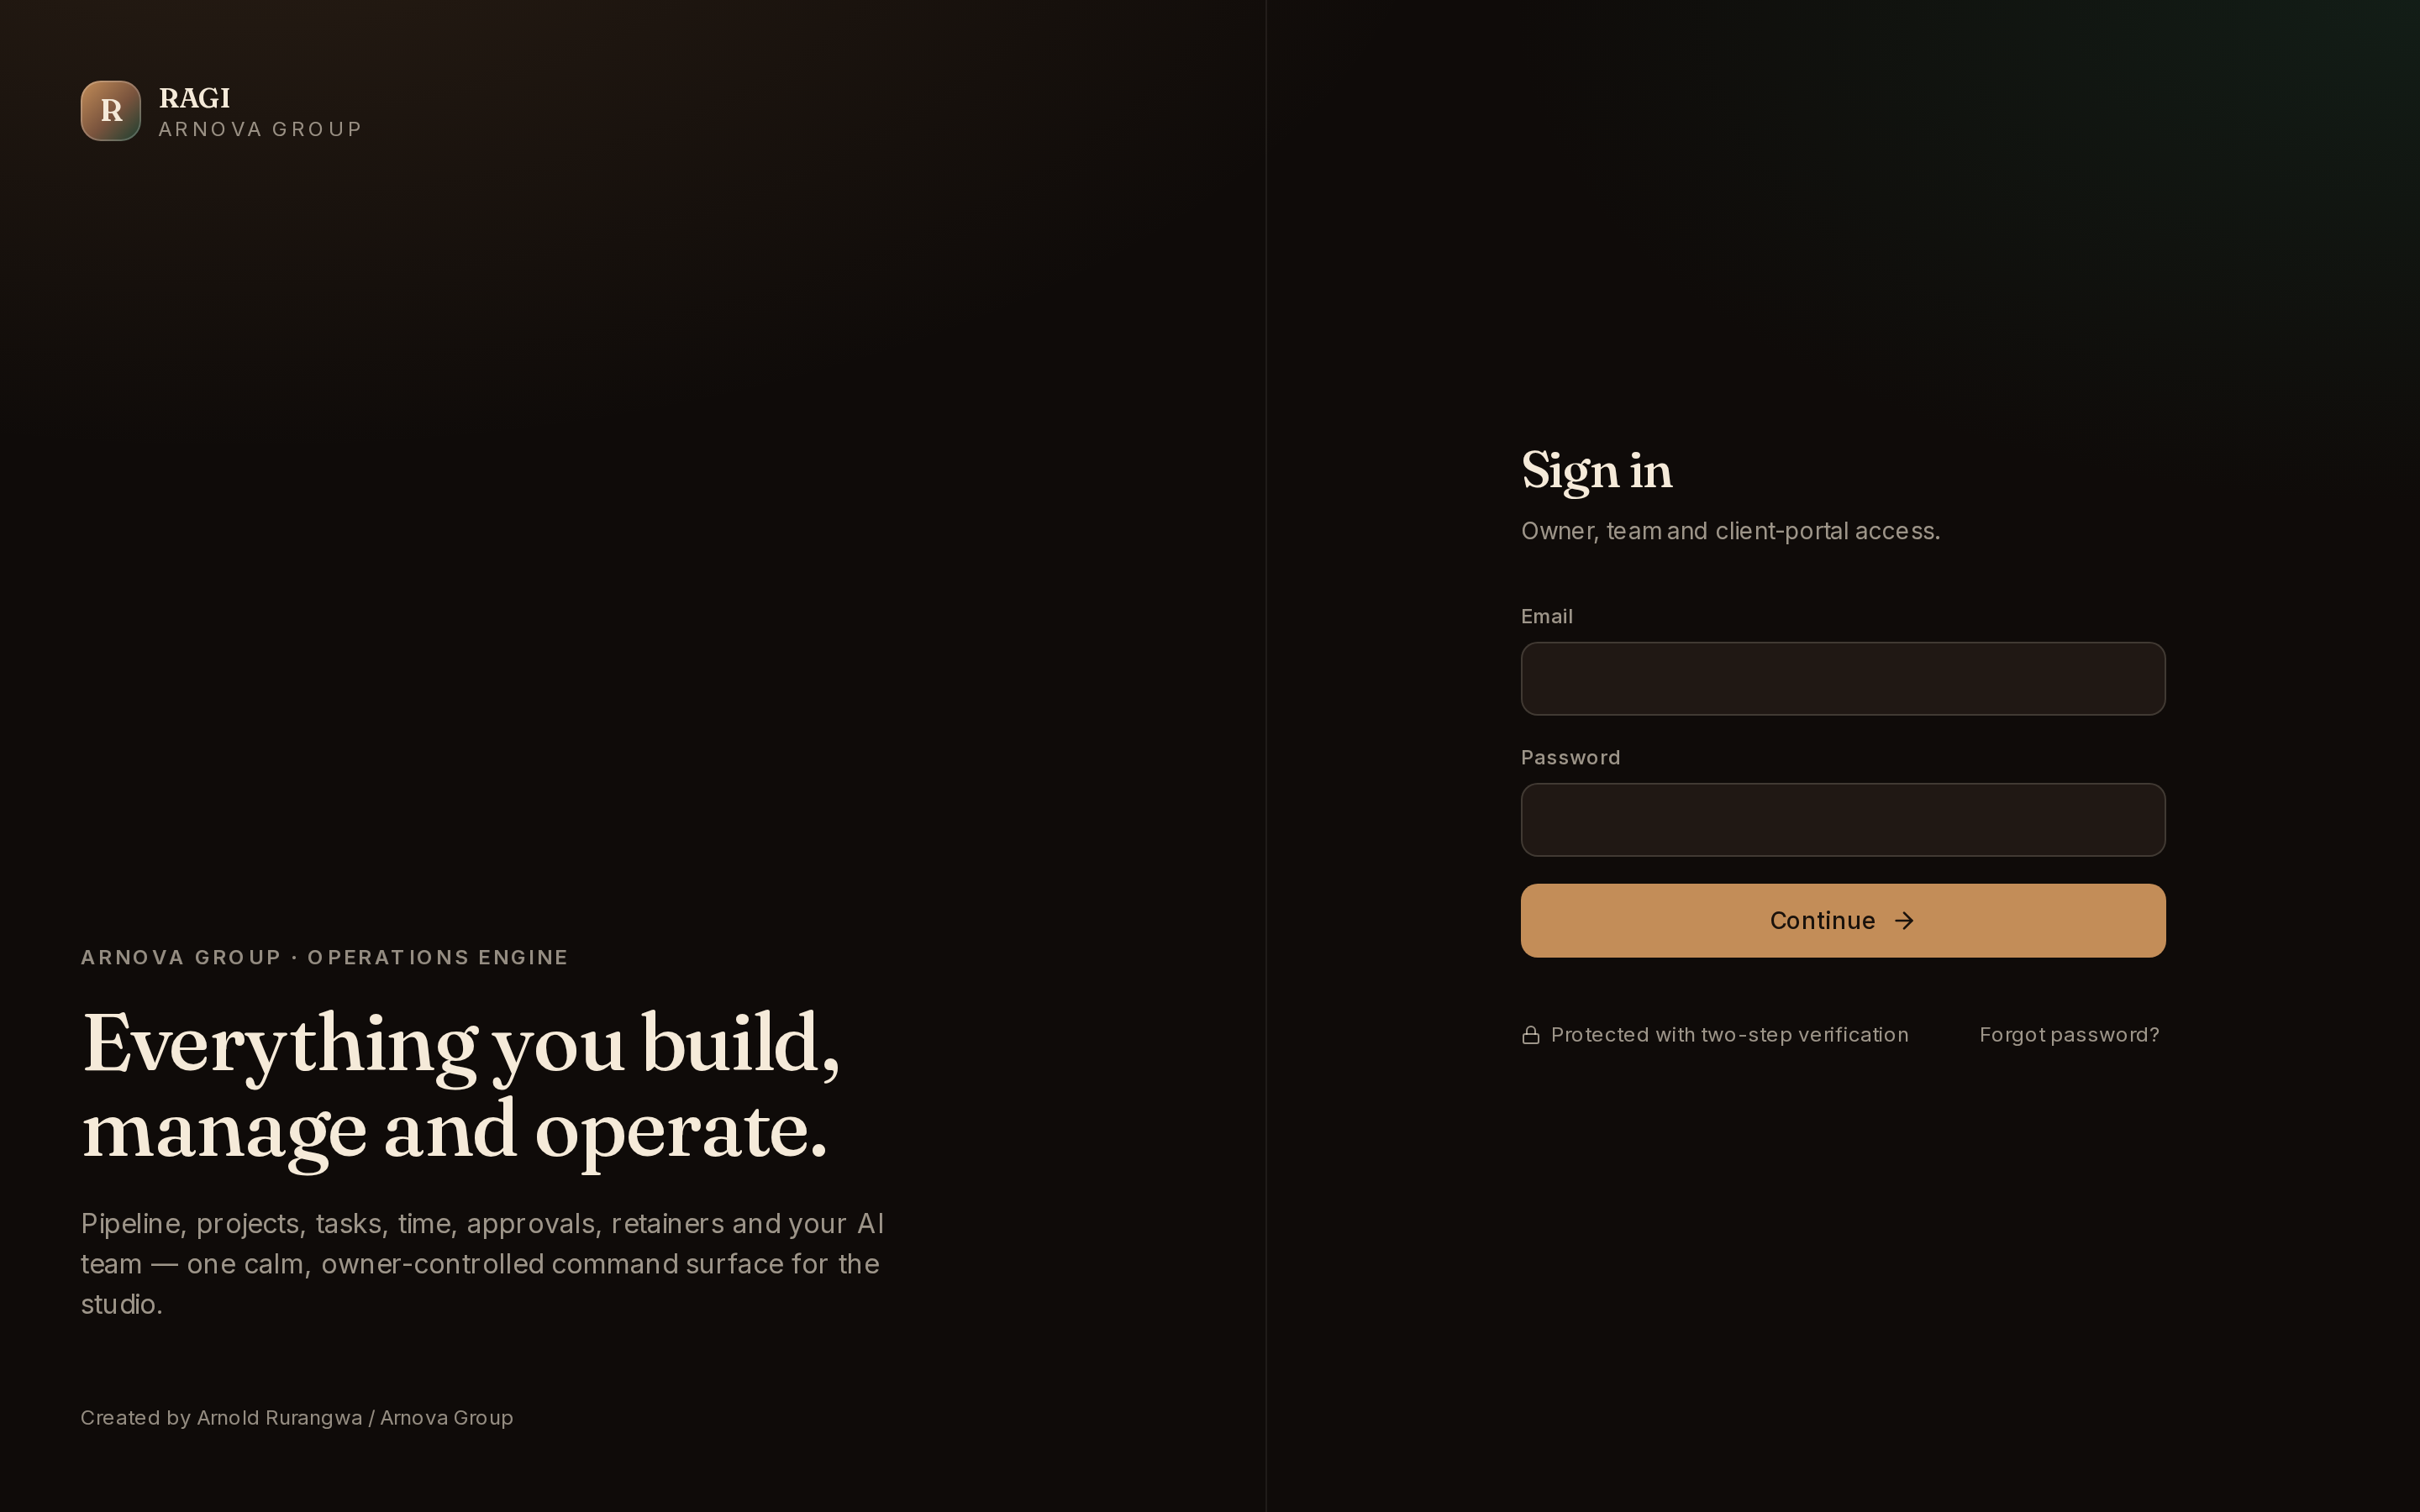 R
RAGI
ARNOVA GROUP
ARNOVA GROUP · OPERATIONS ENGINE
Everything you build,
manage and operate.
Pipeline, projects, tasks, time, approvals, retainers and your AI
team — one calm, owner-controlled command surface for the
studio.
Created by Arnold Rurangwa / Arnova Group
Sign in
Owner, team and client-portal access.
Email
Password
Continue →
Protected with two-step verification
Forgot password?